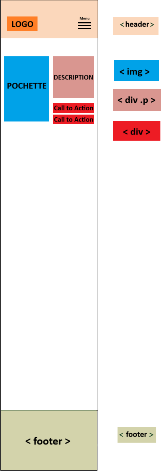 Menu
LOGO
< header >
POCHETTE
DESCRIPTION
Call to Action
Call to Action
< img >
< div .p >
< div >
< footer >
< footer >